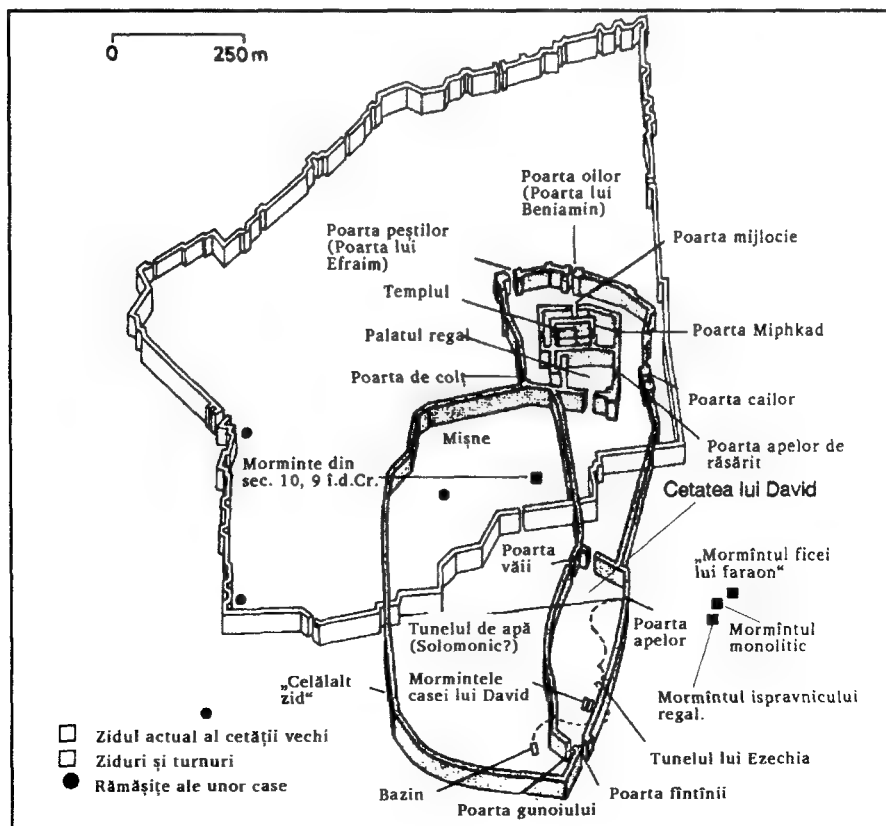 0 250 m
Poarta oilor
(Poarta lui
Beniamin)
Poarta peștilor
(Poarta lui
Efraim)
Poarta mijlocie
Templul
Poarta Miphkad
Palatul regal
Poarta de colț
Poarta cailor
Mișne
Poarta apelor de
răsărit
Morminte din
sec. 10, 9 î.d.Cr.
Cetatea lui David
Poarta
văii
„Mormîntul ficei
lui faraon"
Tunelul de apă
(Solomonic?)
Poarta
apelor
Mormîntul
monolitic
„Celălalt
zid"
Mormintele
casei lui David
Mormîntul ispravnicului
regal.
Zidul actual al cetății vechi
Ziduri și turnuri
Rămășițe ale unor case
Tunelul lui Ezechia
Bazin
Poarta gunoiului
Poarta fîntînii